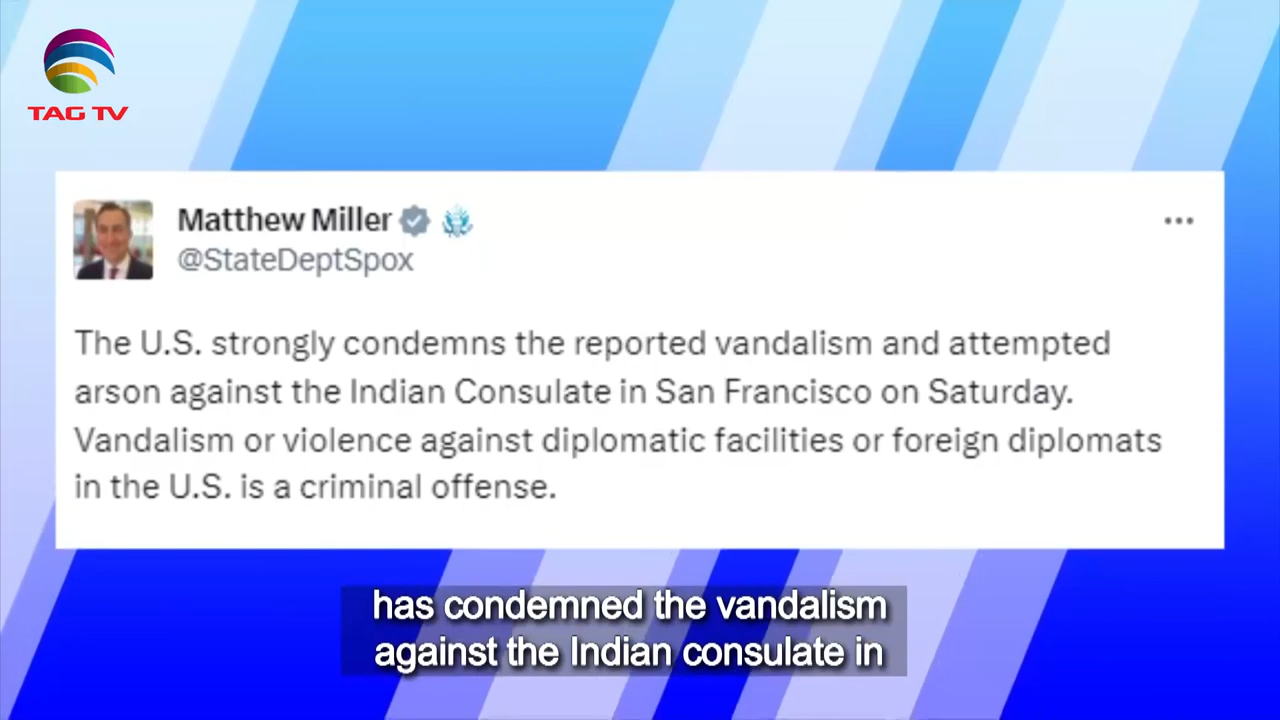 TAG TV
Matthew Miller
@StateDeptSpox
The U.S. strongly condemns the reported vandalism and attempted
arson against the Indian Consulate in San Francisco on Saturday.
Vandalism or violence against diplomatic facilities or foreign diplomats
in the U.S. is a criminal offense.
has condemned the vandalism
against the Indian consulate in